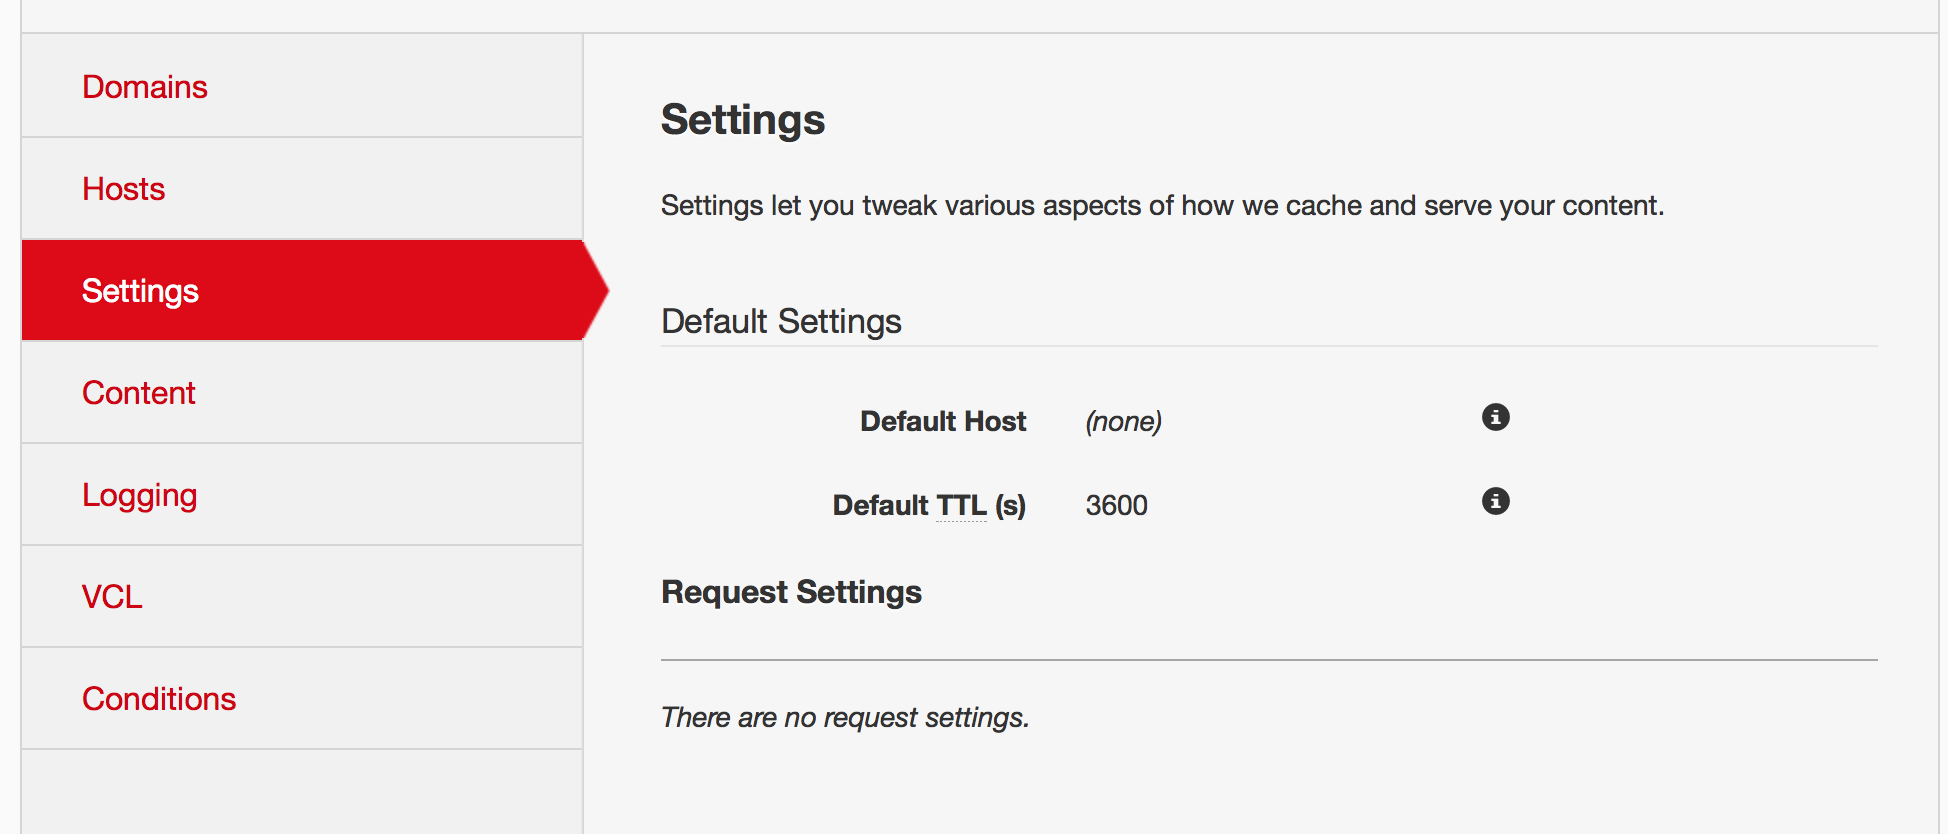 Domains
Hosts
Settings
Content
Logging
VCL
Conditions
Settings
Settings let you tweak various aspects of how we cache and serve your content.
Default Settings
Default Host (none)
Default TTL (s) 3600
Request Settings
There are no request settings.